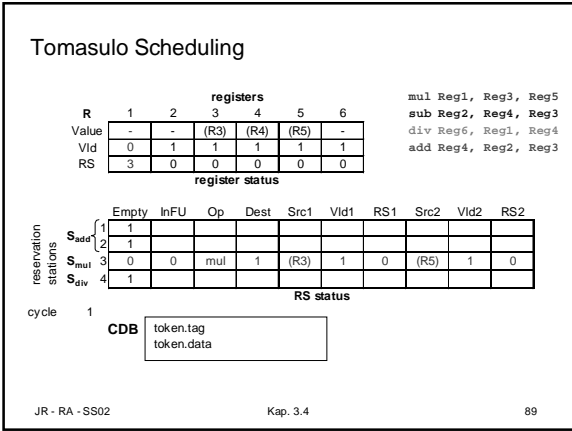 Tomasulo Scheduling
registers
R 1 2 3 4 5 6
Value - - (R3) (R4) (R5) -
VId 0 1 1 1 1 1
RS 3 0 0 0 0 0
register status
mul Reg1, Reg3, Reg5
sub Reg2, Reg4, Reg3
div Reg6, Reg1, Reg4
add Reg4, Reg2, Reg3
Empty InFU Op Dest Src1 VId1 RS1 Src2 VId2 RS2
reservation stations
Sadd 1 1
2 1
Smul 3 0 0 mul 1 (R3) 1 0 (R5) 1 0
Sdiv 4 1
RS status
cycle 1
CDB token.tag
token.data
JR - RA - SS02 Kap. 3.4 89